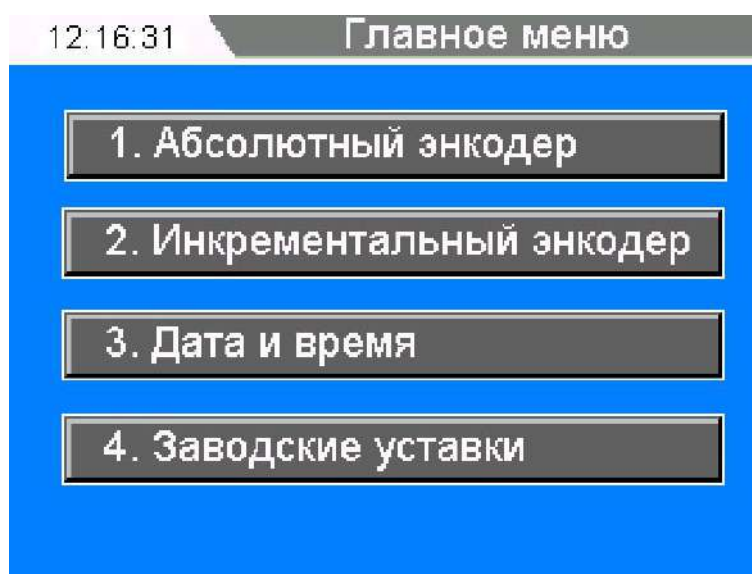 12:16:31 Главное меню
1. Абсолютный энкодер
2. Инкрементальный энкодер
3. Дата и время
4. Заводские уставки